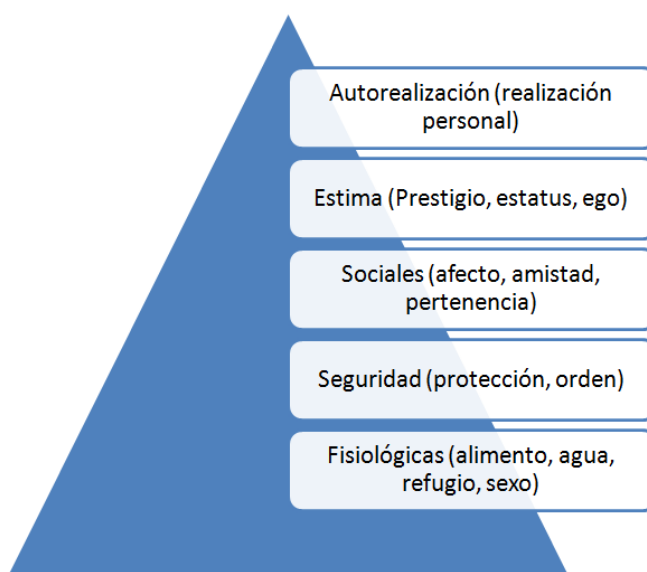 Autorealización (realización
personal)
Estima (Prestigio, estatus, ego)
Sociales (afecto, amistad,
pertenencia)
Seguridad (protección, orden)
Fisiológicas (alimento, agua,
refugio, sexo)